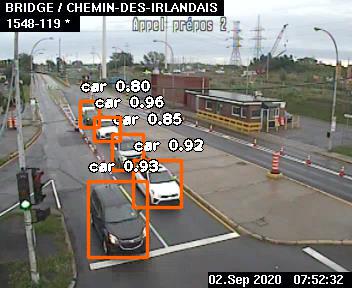 BRIDGE / CHEMIN-DES-IRLANDAIS
1548-119 *
Appel prépos 2
car 0.80
car 0.96
car 0.85
car 0.92
car 0.93
02.Sep 2020 07:52:32